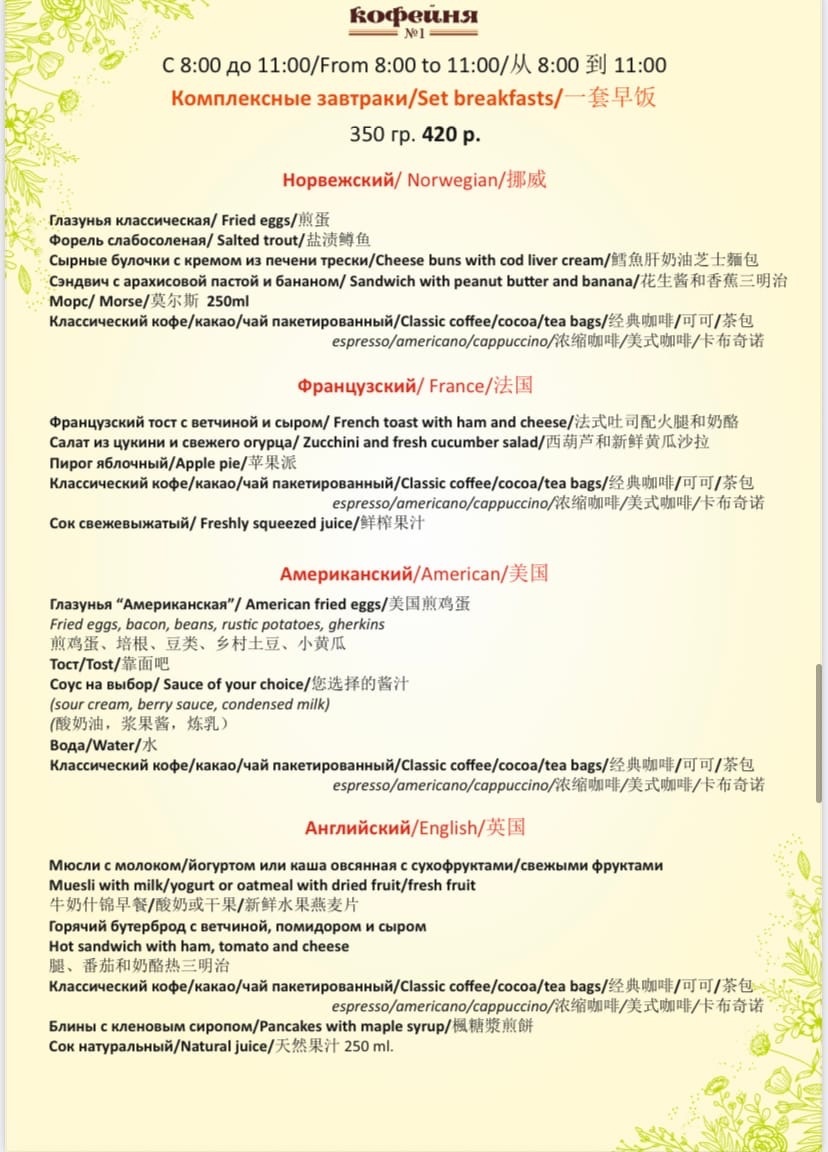 кофейня
№1
С 8:00 до 11:00/From 8:00 to 11:00/从 8:00 到 11:00
Комплексные завтраки/Set breakfasts/一套早饭
350 гр. 420 р.
Норвежский/ Norwegian/挪威
Глазунья классическая/ Fried eggs/煎蛋
Форель слабосоленая/ Salted trout/盐渍鳟鱼
Сырные булочки с кремом из печени трески/Cheese buns with cod liver cream/鱈魚肝奶油芝士麵包
Сэндвич с арахисовой пастой и бананом/ Sandwich with peanut butter and banana/花生酱和香蕉三明治
Морс/ Morse/莫尔斯 250ml
Классический кофе/какао/чай пакетированный/Classic coffee/cocoa/tea bags/经典咖啡/可可/茶包
espresso/americano/cappuccino/浓缩咖啡/美式咖啡/卡布奇诺
Французский/ France/法国
Французский тост с ветчиной и сыром/ French toast with ham and cheese/法式吐司配火腿和奶酪
Салат из цукини и свежего огурца/ Zucchini and fresh cucumber salad/西葫芦和新鲜黄瓜沙拉
Пирог яблочный/Apple pie/苹果派
Классический кофе/какао/чай пакетированный/Classic coffee/cocoa/tea bags/经典咖啡/可可/茶包
espresso/americano/cappuccino/浓缩咖啡/美式咖啡/卡布奇诺
Сок свежевыжатый/ Freshly squeezed juice/鲜榨果汁
Американский/American/美国
Глазунья “Американская”/ American fried eggs/美国煎鸡蛋
Fried eggs, bacon, beans, rustic potatoes, gherkins
煎鸡蛋、培根、豆类、乡村土豆、小黄瓜
Тост/Tost/靠面吧
Соус на выбор/ Sauce of your choice/您选择的酱汁
(sour cream, berry sauce, condensed milk)
(酸奶油，浆果酱，炼乳）
Вода/Water/水
Классический кофе/какао/чай пакетированный/Classic coffee/cocoa/tea bags/经典咖啡/可可/茶包
espresso/americano/cappuccino/浓缩咖啡/美式咖啡/卡布奇诺
Английский/English/英国
Мюсли с молоком/йогуртом или каша овсянная с сухофруктами/свежыми фруктами
Muesli with milk/yogurt or oatmeal with dried fruit/fresh fruit
牛奶什锦早餐/酸奶或干果/新鲜水果燕麦片
Горячий бутерброд с ветчиной, помидором и сыром
Hot sandwich with ham, tomato and cheese
腿、番茄和奶酪热三明治
Классический кофе/какао/чай пакетированный/Classic coffee/cocoa/tea bags/经典咖啡/可可/茶包
espresso/americano/cappuccino/浓缩咖啡/美式咖啡/卡布奇诺
Блины с кленовым сиропом/Pancakes with maple syrup/楓糖漿煎餅
Сок натуральный/Natural juice/天然果汁 250 ml.